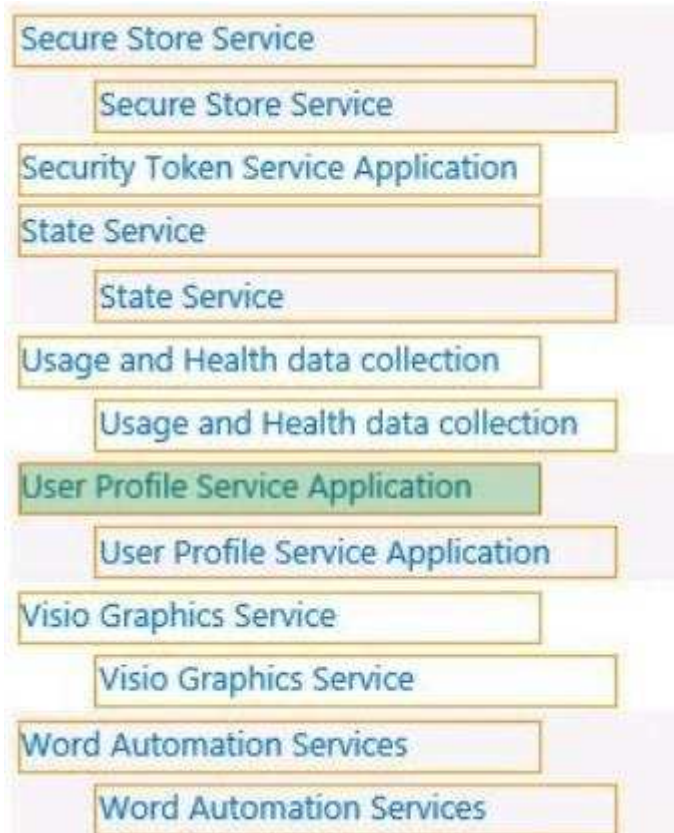 Secure Store Service
Secure Store Service
Security Token Service Application
State Service
State Service
Usage and Health data collection
Usage and Health data collection
User Profile Service Application
User Profile Service Application
Visio Graphics Service
Visio Graphics Service
Word Automation Services
Word Automation Services